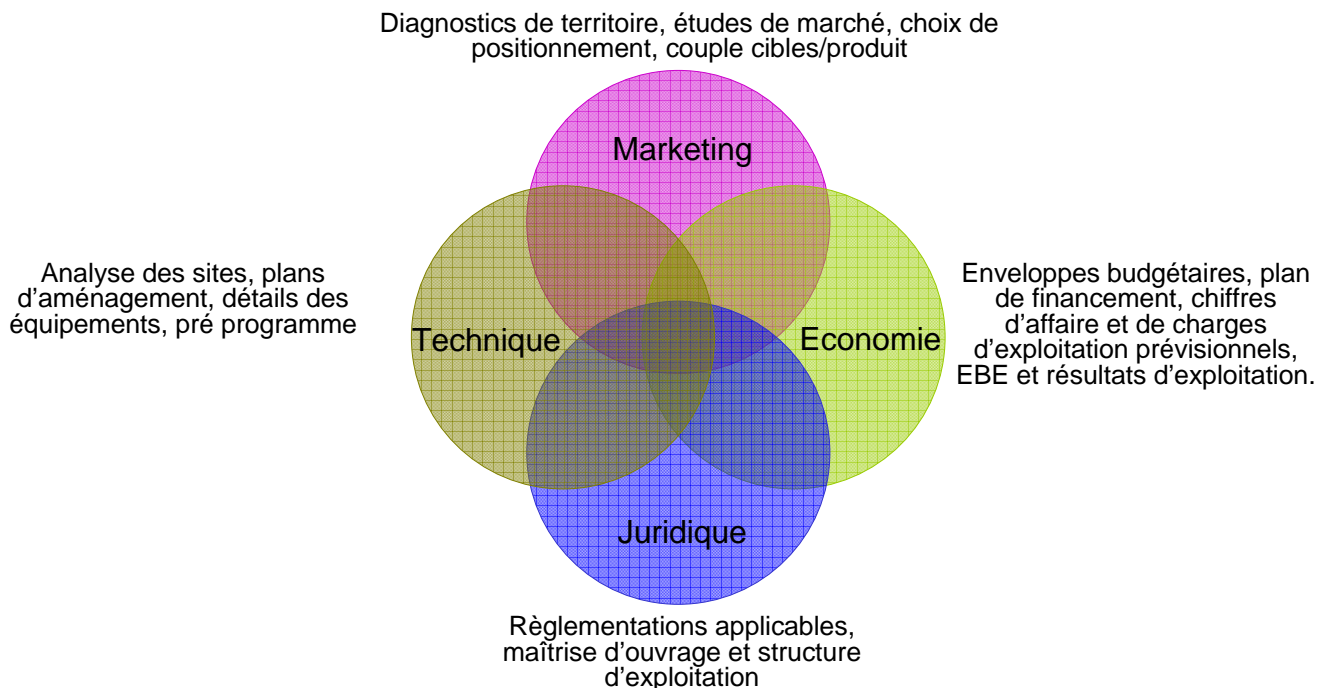 Diagnostics de territoire, études de marché, choix de
positionnement, couple cibles/produit
Marketing
Analyse des sites, plans
d'aménagement, détails des
équipements, pré programme
Technique
Economie
Enveloppes budgétaires, plan
de financement, chiffres
d'affaire et de charges
d'exploitation prévisionnels,
EBE et résultats d'exploitation.
Juridique
Règlementations applicables,
maîtrise d'ouvrage et structure
d'exploitation